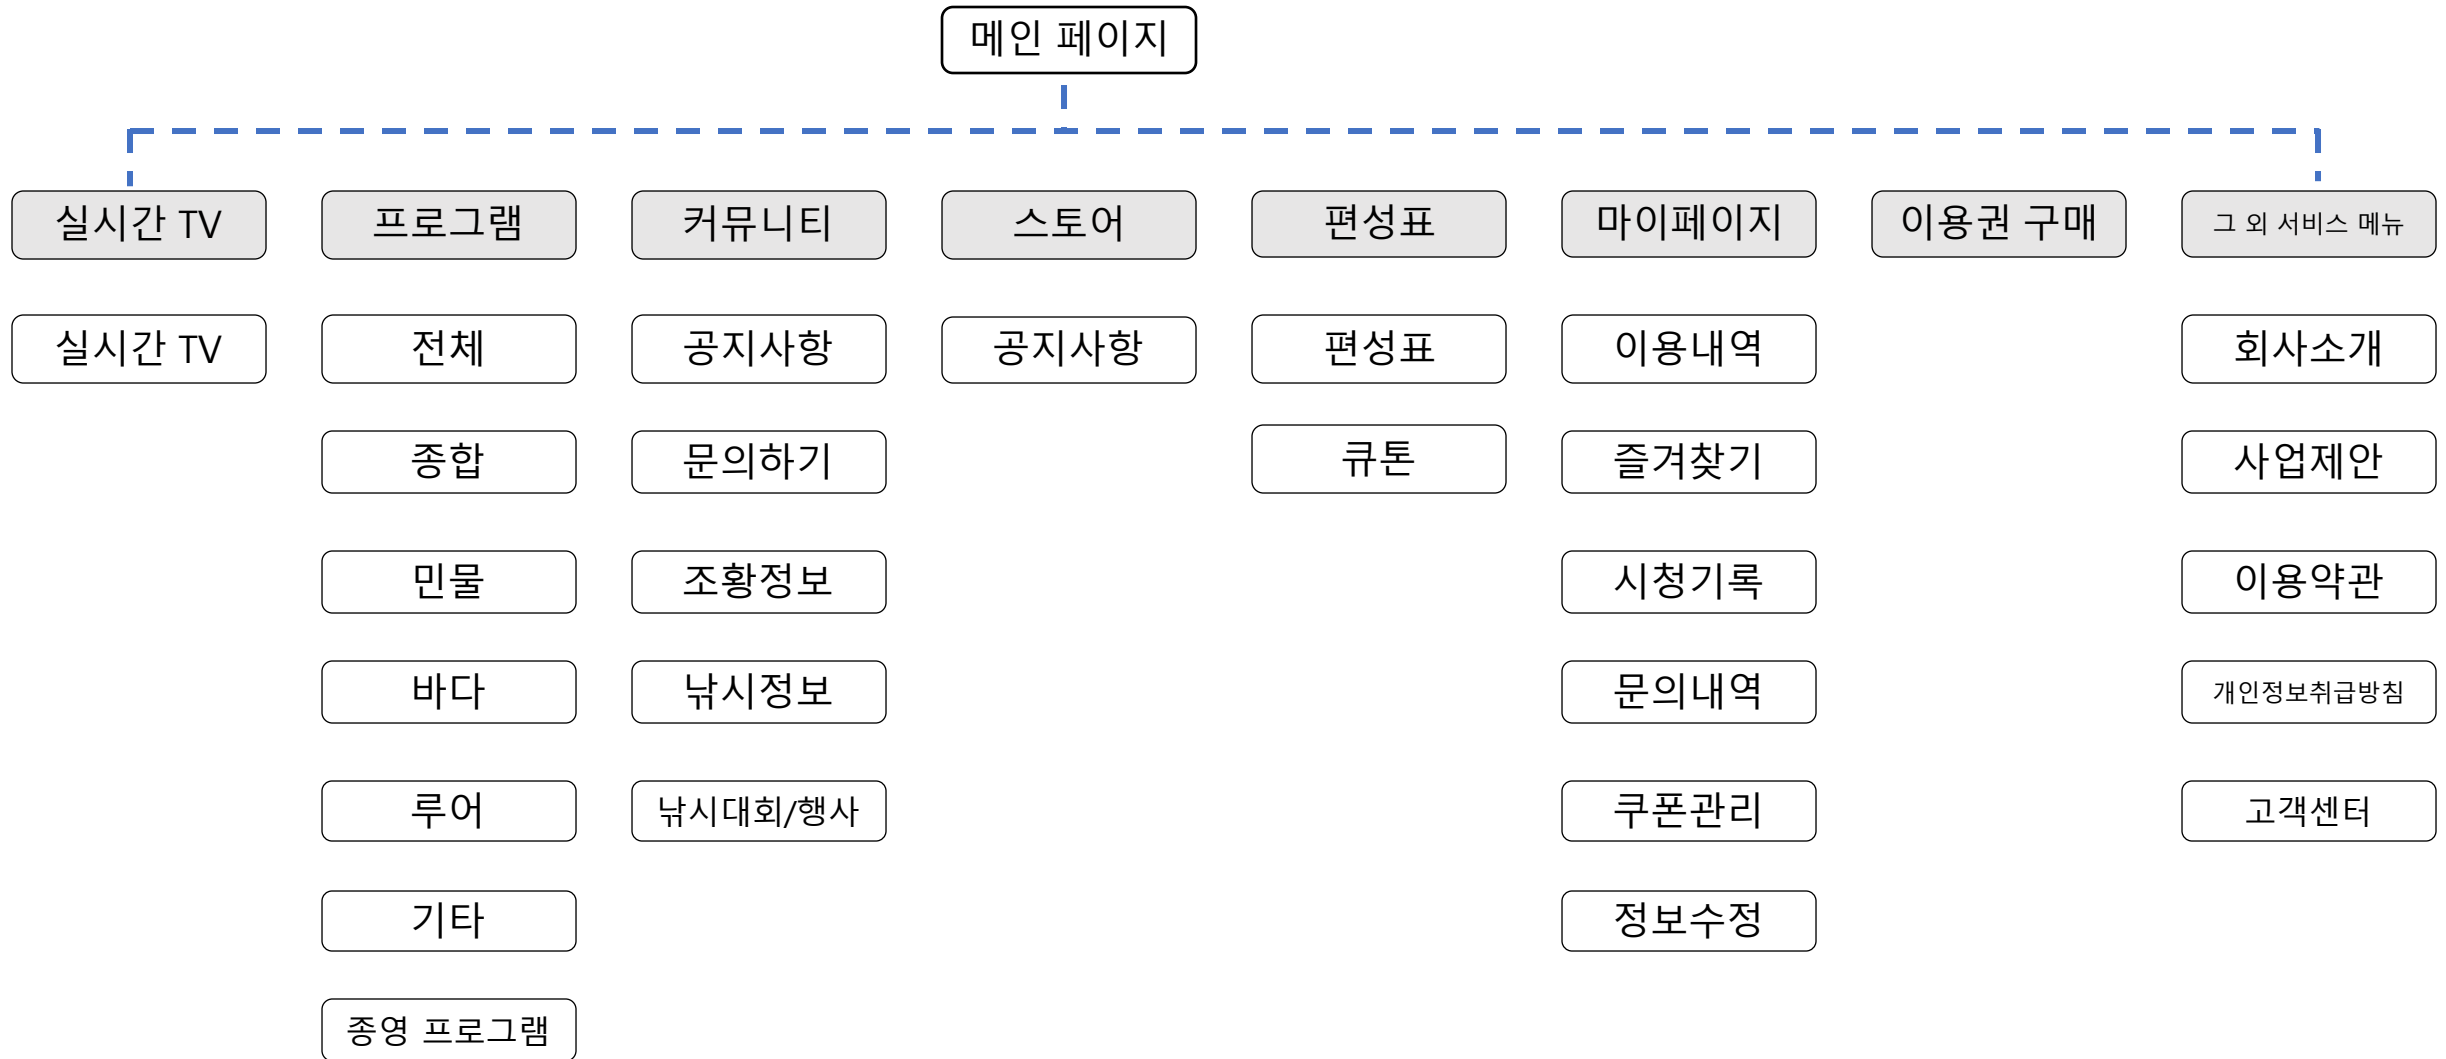 메인 페이지
실시간 TV
프로그램
커뮤니티
스토어
편성표
마이페이지
이용권 구매
그 외 서비스 메뉴
실시간 TV
전체
공지사항
공지사항
편성표
이용내역
회사소개
종합
문의하기
큐톤
즐겨찾기
사업제안
민물
조황정보
시청기록
이용약관
바다
낚시정보
문의내역
개인정보취급방침
루어
낚시대회/행사
쿠폰관리
고객센터
기타
정보수정
종영 프로그램